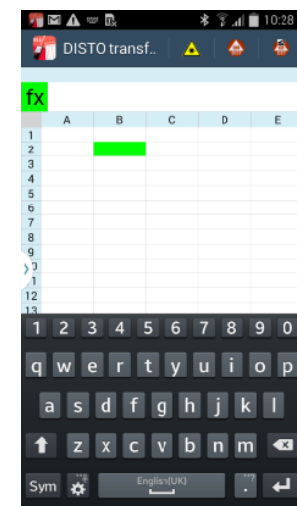 10:28
DISTO transf..
fx
A B C D E
1
2
3
4
5
6
7
8
9
12
13
1 2 3 4 5 6 7 8 9 0
q w e r t y u i o p
a s d f g h j k l
z x c v b n m
Sym English(UK) .